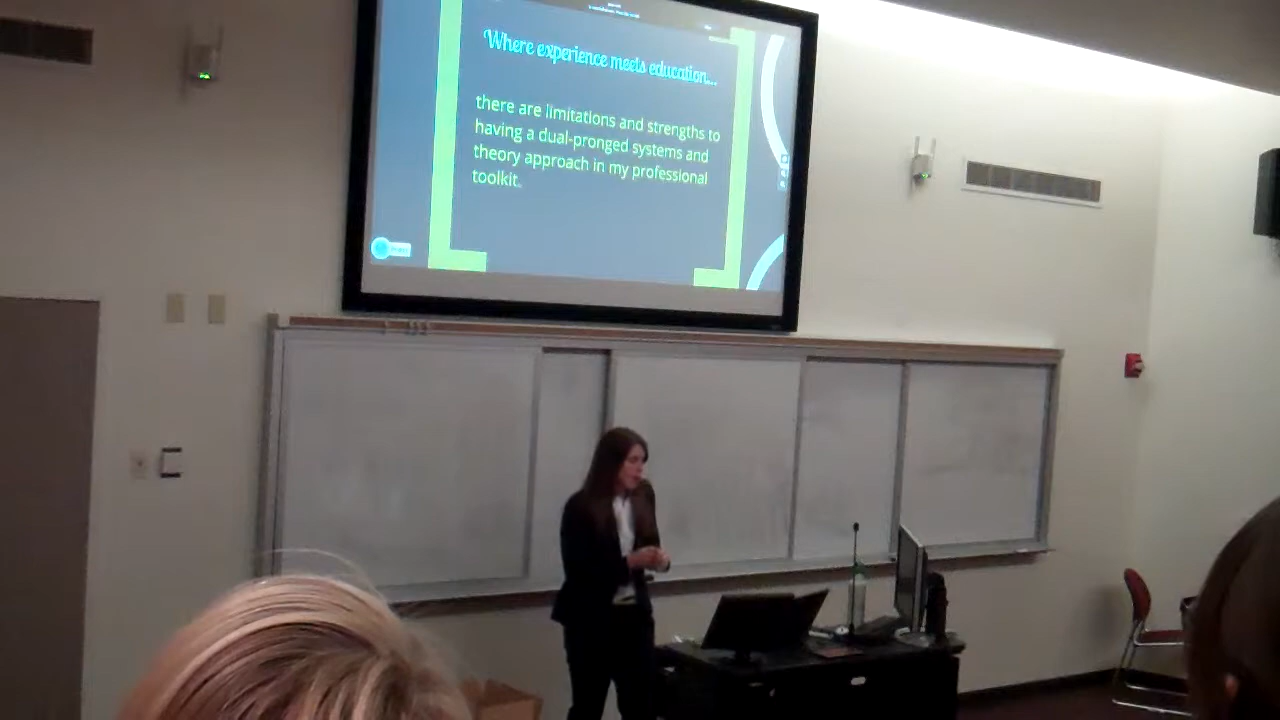 Where experience meets education...
there are limitations and strengths to
having a dual-pronged systems and
theory approach in my professional
toolkit.